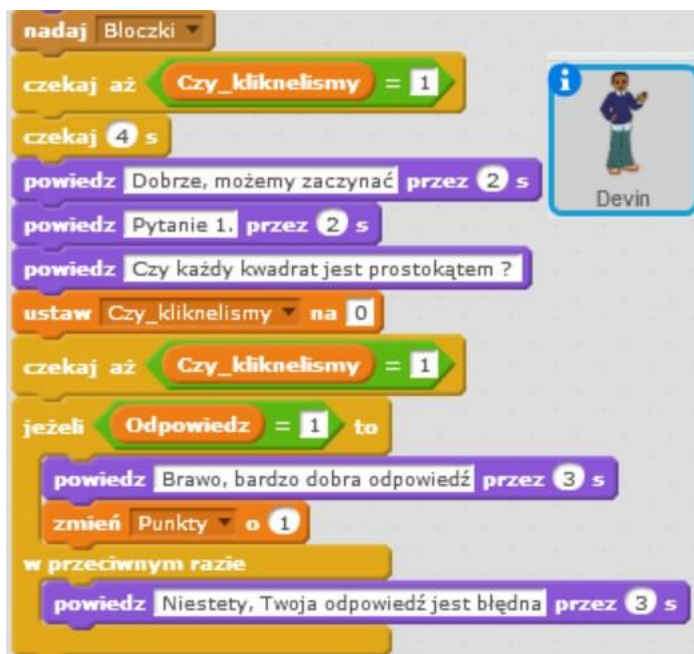 nadaj Bloczki
czekaj aż Czy_kliknelismy = 1
czekaj 4 s
powiedz Dobrze, możemy zaczynać przez 2 s
Devin
powiedz Pytanie 1. przez 2 s
powiedz Czy każdy kwadrat jest prostokątem ?
ustaw Czy_kliknelismy na 0
czekaj aż Czy_kliknelismy = 1
jeżeli Odpowiedz = 1 to
powiedz Brawo, bardzo dobra odpowiedź przez 3 s
zmień Punkty o 1
w przeciwnym razie
powiedz Niestety, Twoja odpowiedź jest błędna przez 3 s